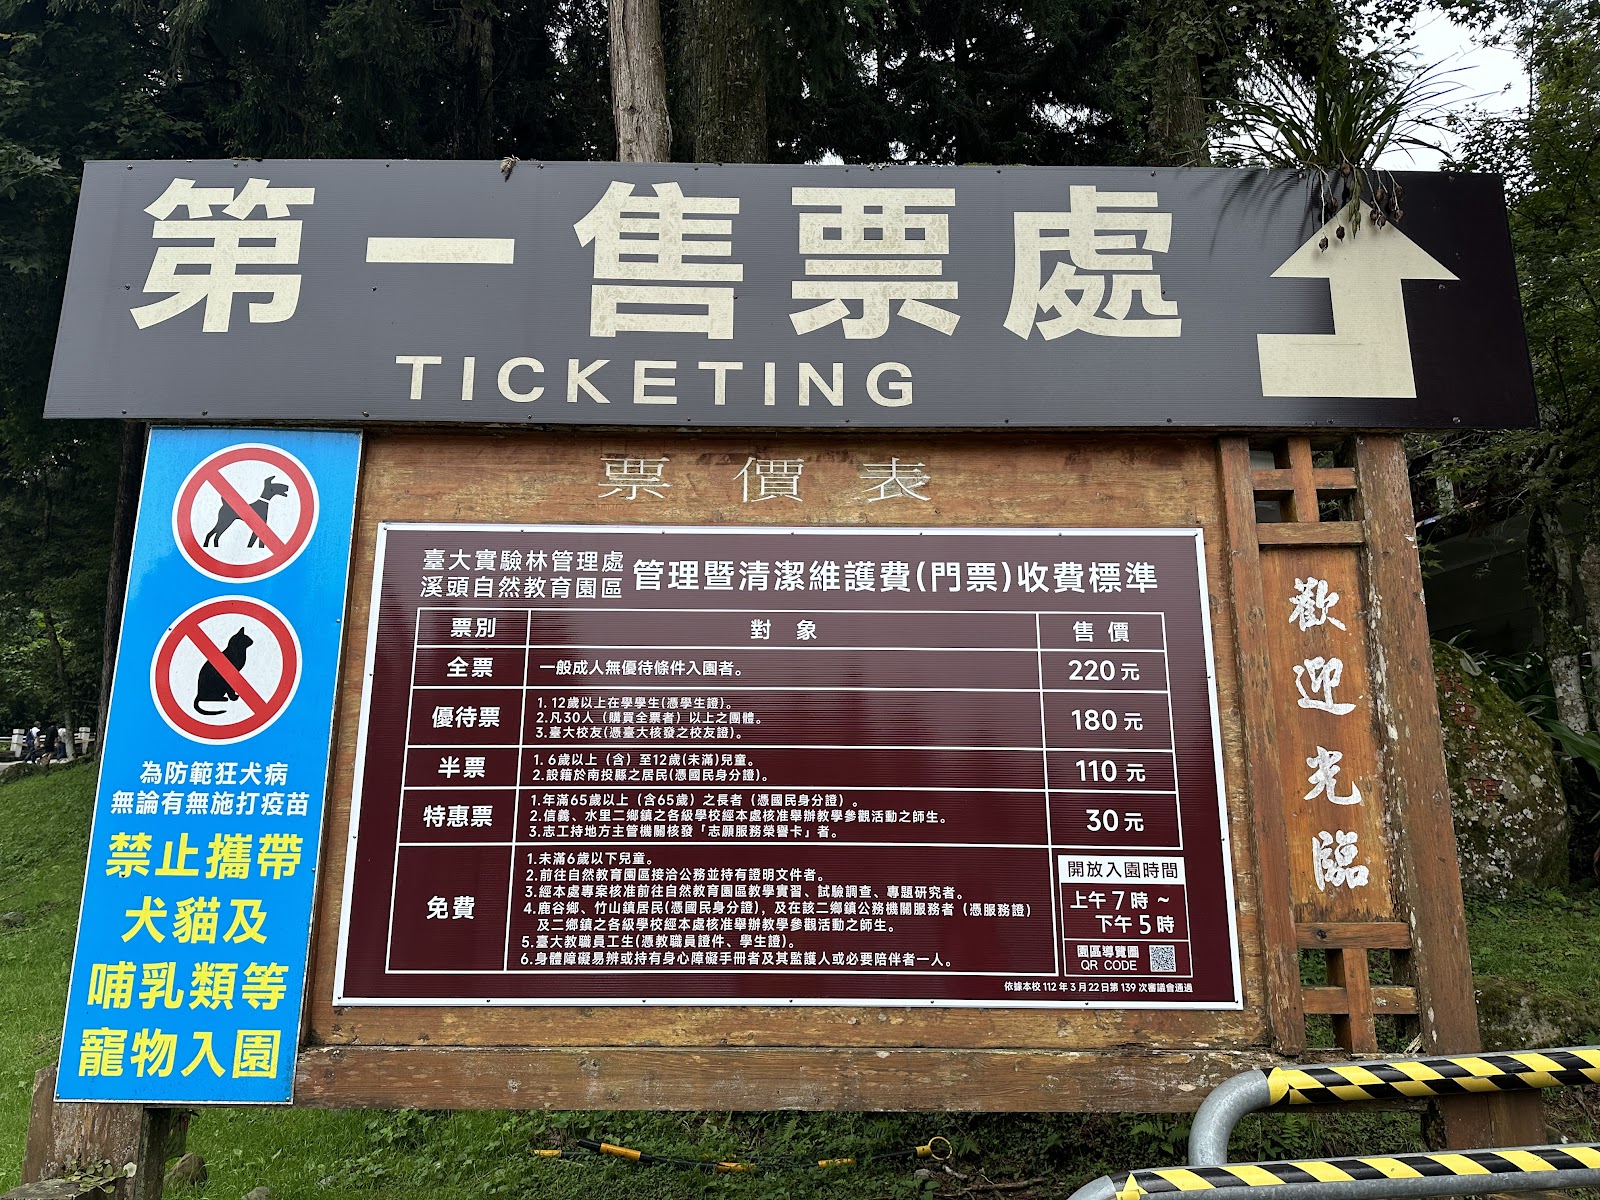 第一售票處
TICKETING
為防範狂犬病
無論有無施打疫苗
禁止攜帶
犬貓及
哺乳類等
寵物入園
票價表
臺大實驗林管理處
溪頭自然教育園區
管理暨清潔維護費(門票)收費標準
票別 對象 售價
全票 一般成人無優待條件入園者。 220元
優待票
1. 12歲以上在學學生(憑學生證)。
2.凡30人（購買全票者）以上之團體。
3.臺大校友(憑臺大核發之校友證)。
180元
半票
1. 6歲以上（含）至12歲(未滿)兒童。
2.設籍於南投縣之居民(憑國民身分證)。
110元
特惠票
1.年滿65歲以上（含65歲）之長者（憑國民身分證）。
2.信義、水里二鄉鎮之各級學校經本處核准舉辦教學參觀活動之師生。
3.志工持地方主管機關核發「志願服務榮譽卡」者。
30元
免費
1.未滿6歲以下兒童。
2.前往自然教育園區接洽公務並持有證明文件者。
3.經本處專案核准前往自然教育園區教學實習、試驗調查、專題研究者。
4.鹿谷鄉、竹山鎮居民(憑國民身分證)，及在該二鄉鎮公務機關服務者（憑服務證）
及二鄉鎮之各級學校經本處核准舉辦教學參觀活動之師生。
5.臺大教職員工生(憑教職員證件、學生證)。
6.身體障礙易辨或持有身心障礙手冊者及其監護人或必要陪伴者一人。
開放入園時間
上午7時~
下午5時
園區導覽圖
QR CODE
依據本校112年3月22日第139次審議會通過
歡迎光臨